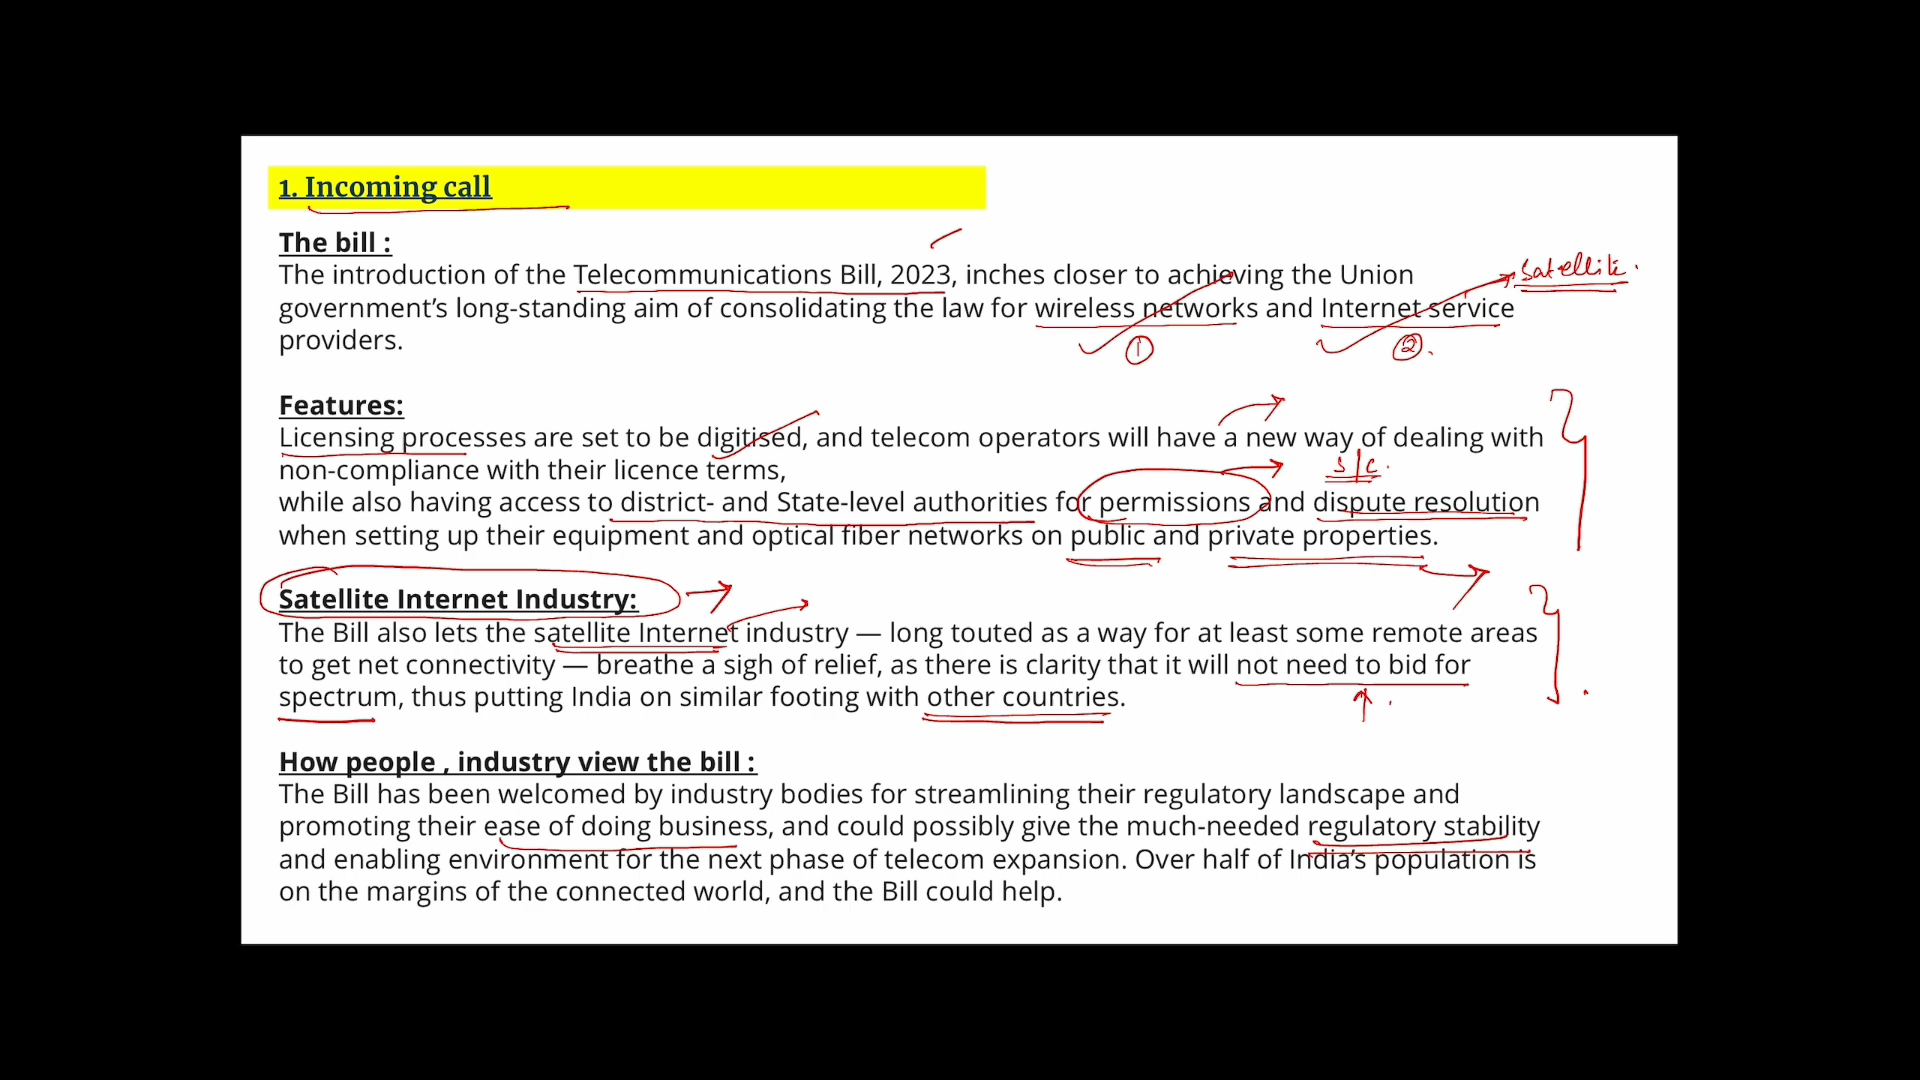 1. Incoming call
The bill :
The introduction of the Telecommunications Bill, 2023, inches closer to achieving the Union
Satellite.
government’s long-standing aim of consolidating the law for wireless networks and Internet service
providers.
① ②.
Features:
Licensing processes are set to be digitised, and telecom operators will have a new way of dealing with
non-compliance with their licence terms,
S/C.
while also having access to district- and State-level authorities for permissions and dispute resolution
when setting up their equipment and optical fiber networks on public and private properties.
Satellite Internet Industry:
The Bill also lets the satellite Internet industry — long touted as a way for at least some remote areas
to get net connectivity — breathe a sigh of relief, as there is clarity that it will not need to bid for
spectrum, thus putting India on similar footing with other countries.
How people , industry view the bill :
The Bill has been welcomed by industry bodies for streamlining their regulatory landscape and
promoting their ease of doing business, and could possibly give the much-needed regulatory stability
and enabling environment for the next phase of telecom expansion. Over half of India’s population is
on the margins of the connected world, and the Bill could help.